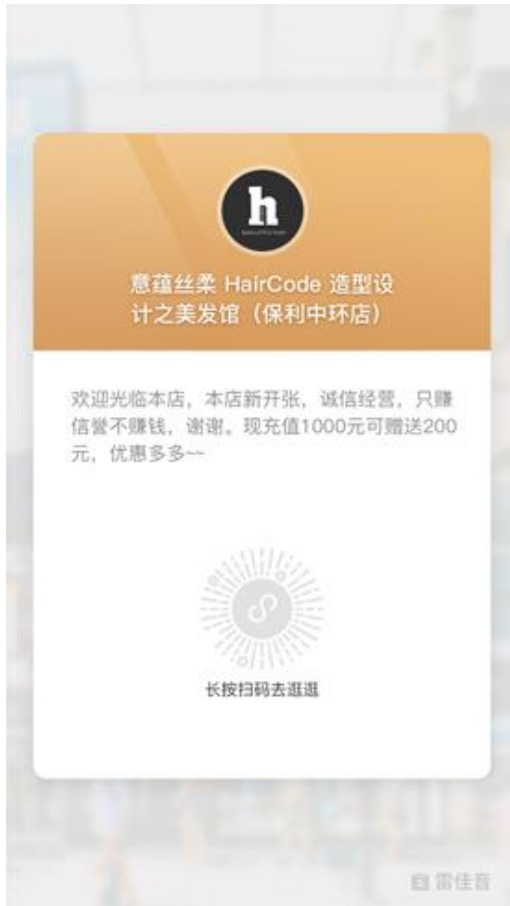 h
意蕴丝柔 HairCode 造型设
计之美发馆（保利中环店）
欢迎光临本店，本店新开张，诚信经营，只赚
信誉不赚钱，谢谢。现充值1000元可赠送200
元，优惠多多~~
长按扫码去逛逛
雷佳音